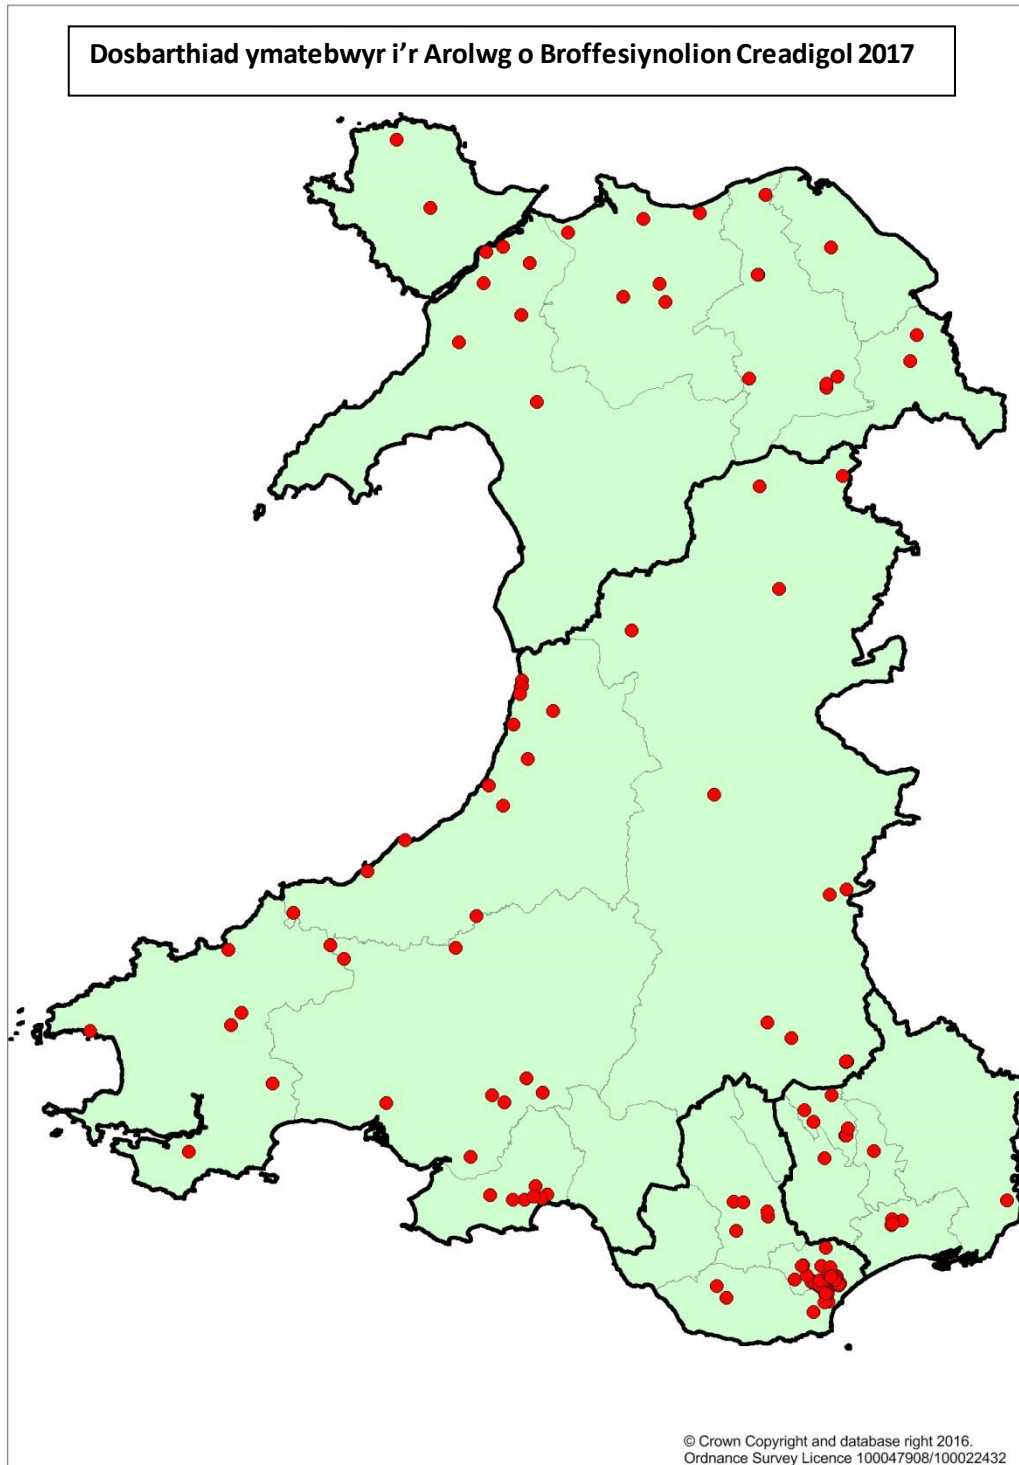 Dosbarthiad ymatebwyr i’r Arolwg o Broffesiynolion Creadigol 2017
© Crown Copyright and database right 2016.
Ordnance Survey Licence 100047908/100022432